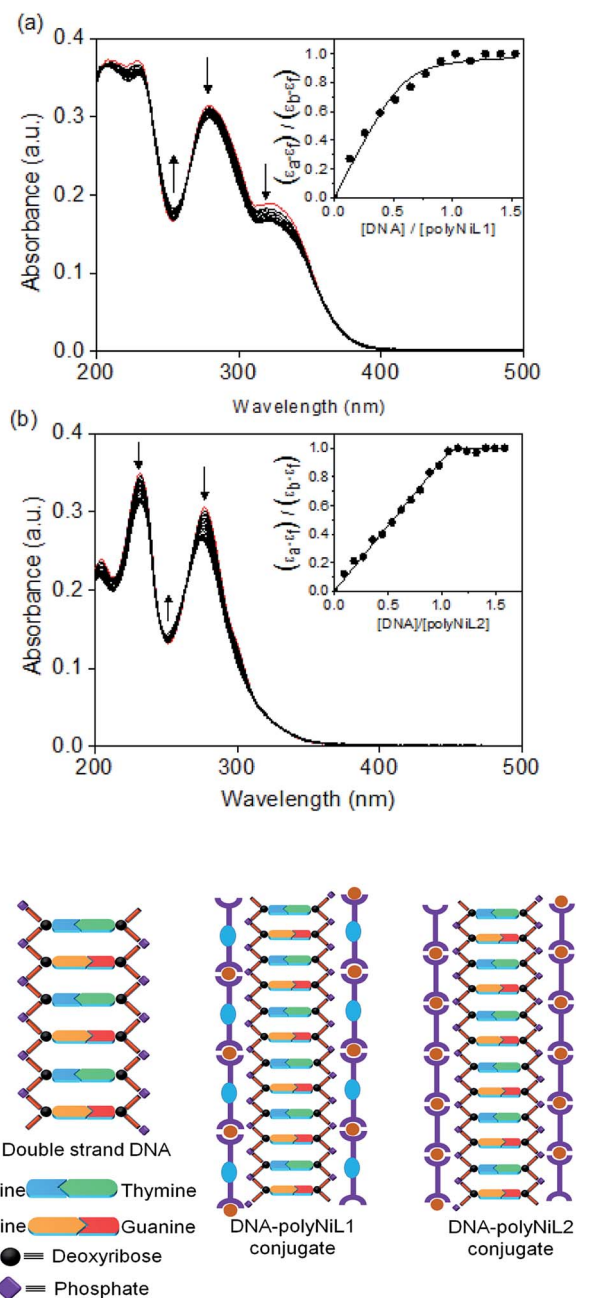 (a)
0.4
0.3
0.2
0.1
0.0
Absorbance (a.u.)
200 300 400 500
Wavelength (nm)
1.0
0.8
0.6
0.4
0.2
0.0
(εa-εf) / (εb-εf)
0.0 0.5 1.0 1.5
[DNA] / [polyNiL1]
(b)
0.4
0.3
0.2
0.1
0.0
Absorbance (a.u.)
200 300 400 500
Wavelength (nm)
1.0
0.8
0.6
0.4
0.2
0.0
(εa-εf) / (εb-εf)
0.0 0.5 1.0 1.5
[DNA]/[polyNiL2]
Double strand DNA
ine Thymine
ine Guanine
Deoxyribose
Phosphate
DNA-polyNiL1
conjugate
DNA-polyNiL2
conjugate